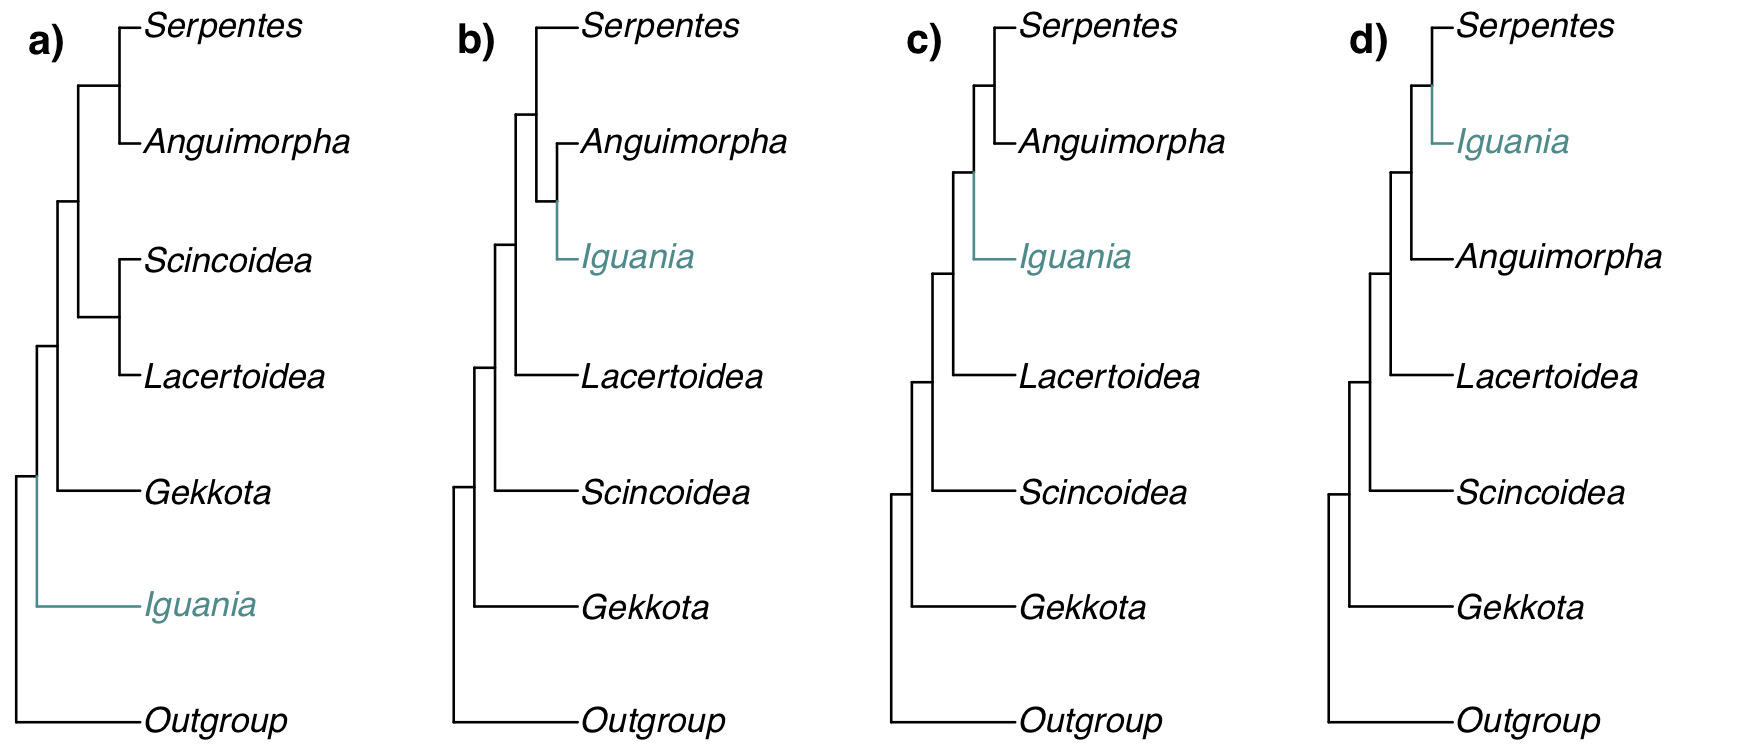 a)
Serpentes
Anguimorpha
Scincoidea
Lacertoidea
Gekkota
Iguania
Outgroup
b)
Serpentes
Anguimorpha
Iguania
Lacertoidea
Scincoidea
Gekkota
Outgroup
c)
Serpentes
Anguimorpha
Iguania
Lacertoidea
Scincoidea
Gekkota
Outgroup
d)
Serpentes
Iguania
Anguimorpha
Lacertoidea
Scincoidea
Gekkota
Outgroup